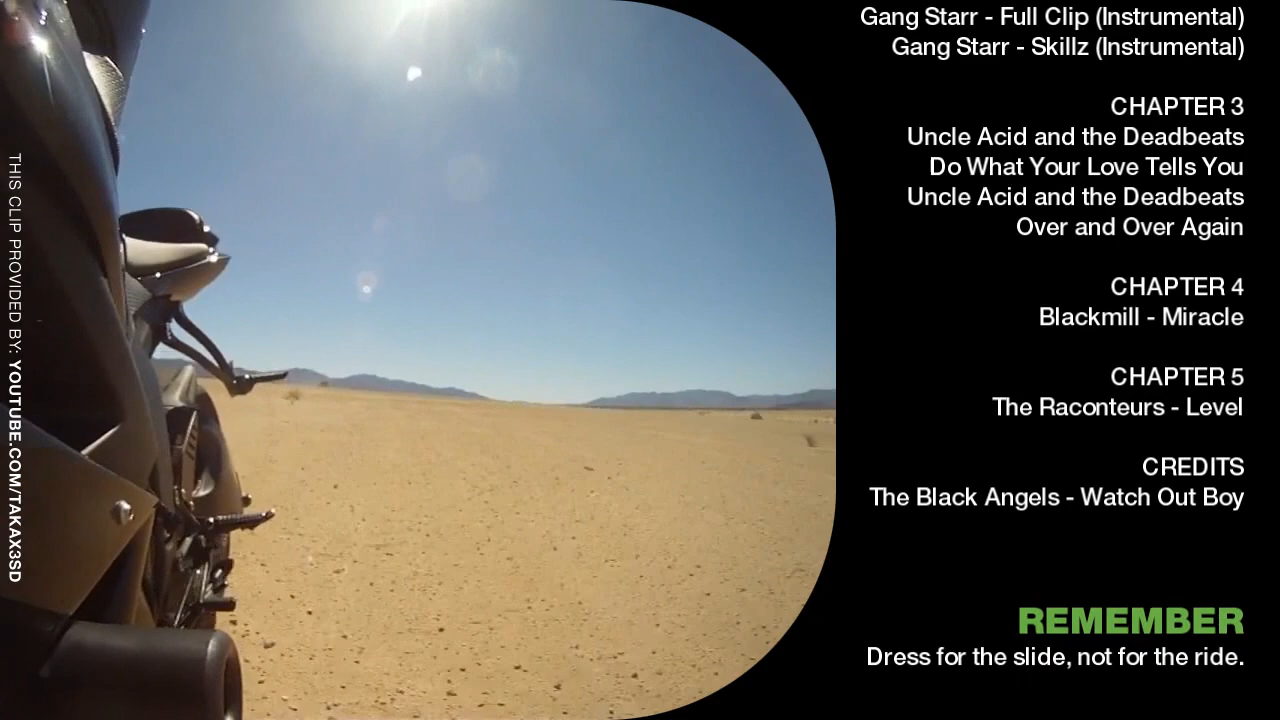 THIS CLIP PROVIDED BY: YOUTUBE.COM/TAKAX3SD
Gang Starr - Full Clip (Instrumental)
Gang Starr - Skillz (Instrumental)
CHAPTER 3
Uncle Acid and the Deadbeats
Do What Your Love Tells You
Uncle Acid and the Deadbeats
Over and Over Again
CHAPTER 4
Blackmill - Miracle
CHAPTER 5
The Raconteurs - Level
CREDITS
The Black Angels - Watch Out Boy
REMEMBER
Dress for the slide, not for the ride.